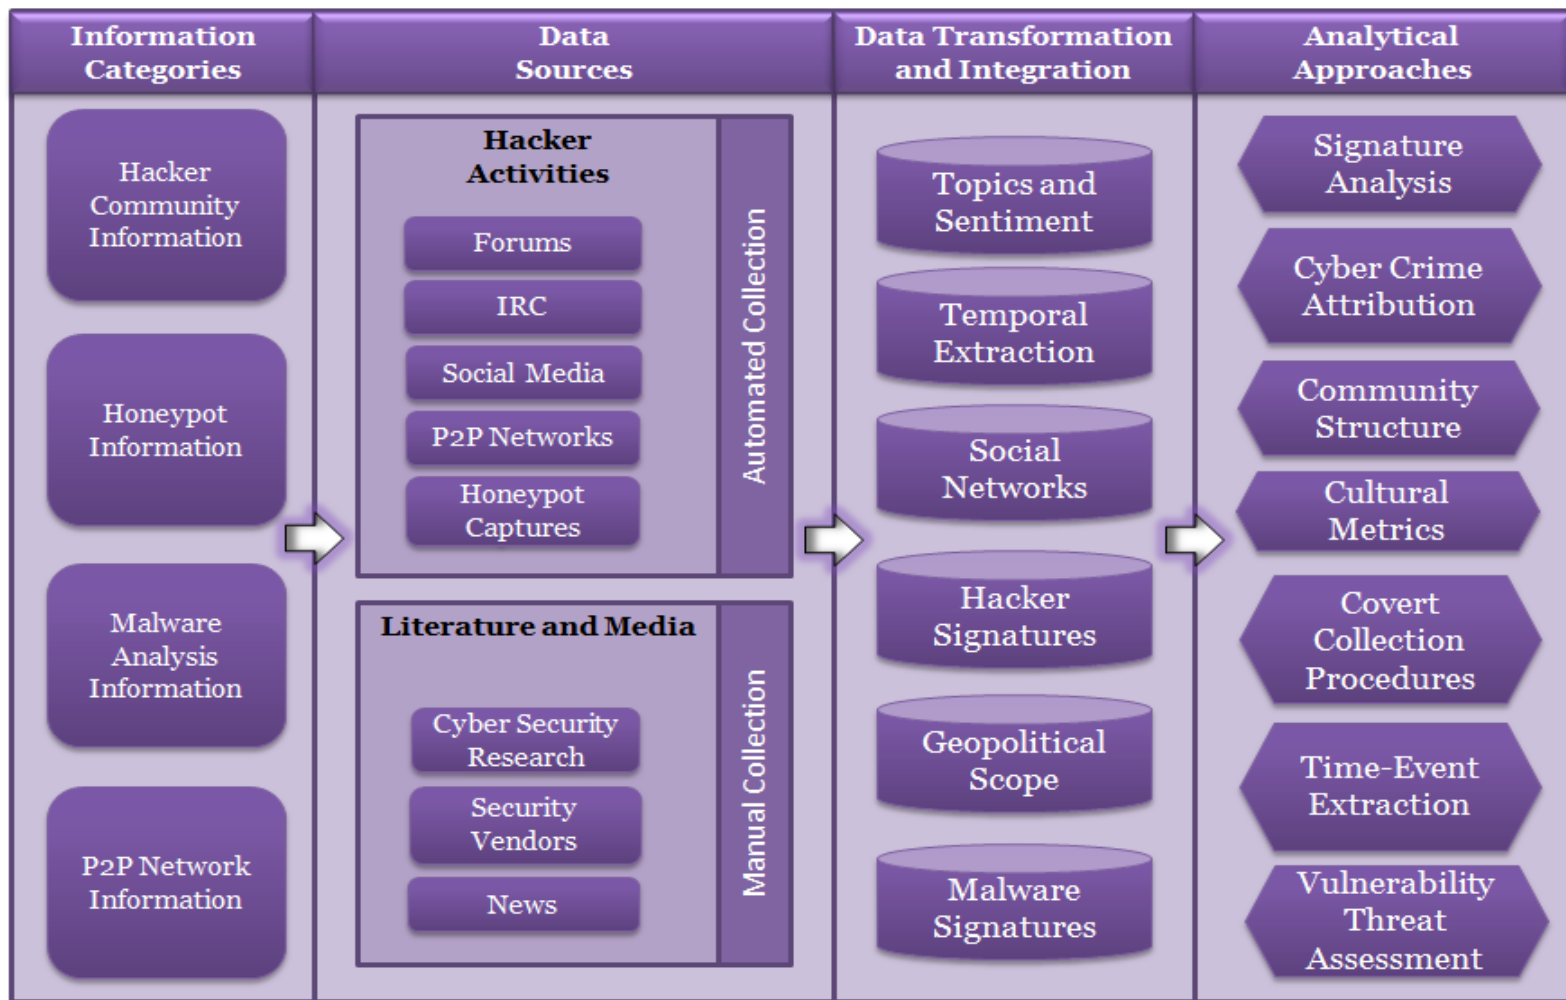 Information
Categories
Data
Sources
Data Transformation
and Integration
Analytical
Approaches
Hacker
Community
Information
Honeypot
Information
Malware
Analysis
Information
P2P Network
Information
Hacker
Activities
Forums
IRC
Social Media
P2P Networks
Honeypot
Captures
Automated Collection
Literature and Media
Cyber Security
Research
Security
Vendors
News
Manual Collection
Topics and
Sentiment
Temporal
Extraction
Social
Networks
Hacker
Signatures
Geopolitical
Scope
Malware
Signatures
Signature
Analysis
Cyber Crime
Attribution
Community
Structure
Cultural
Metrics
Covert
Collection
Procedures
Time-Event
Extraction
Vulnerability
Threat
Assessment